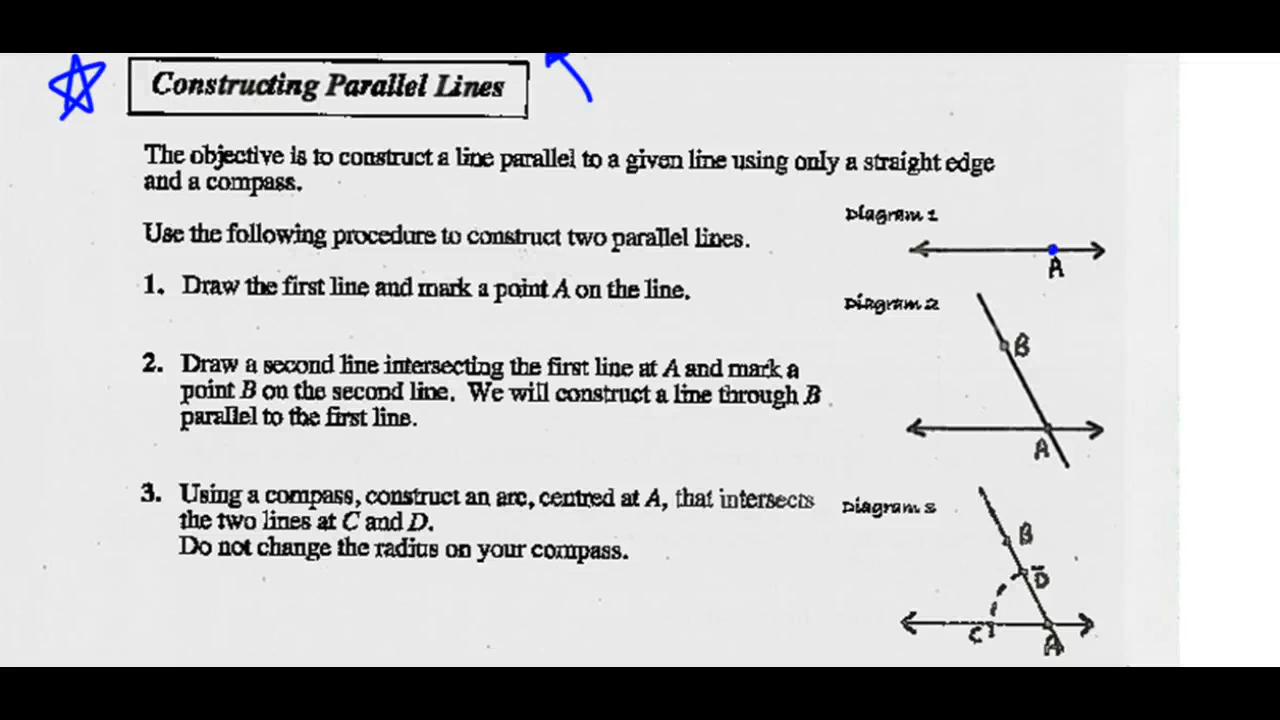 Constructing Parallel Lines
The objective is to construct a line parallel to a given line using only a straight edge
and a compass.
Use the following procedure to construct two parallel lines.
1. Draw the first line and mark a point A on the line.
2. Draw a second line intersecting the first line at A and mark a
point B on the second line. We will construct a line through B
parallel to the first line.
3. Using a compass, construct an arc, centred at A, that intersects
the two lines at C and D.
Do not change the radius on your compass.
Diagram 1
A
Diagram 2
B
A
Diagram 3
B
D
C
A